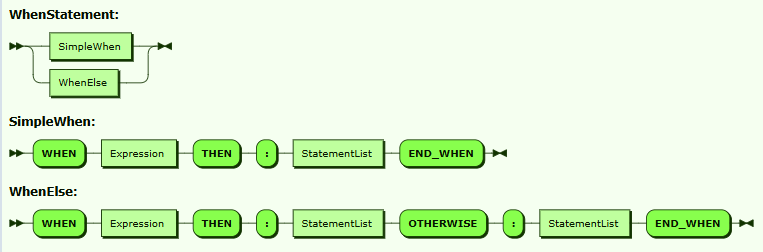 WhenStatement:
SimpleWhen
WhenElse
SimpleWhen:
WHEN Expression THEN : StatementList END_WHEN
WhenElse:
WHEN Expression THEN : StatementList OTHERWISE : StatementList END_WHEN